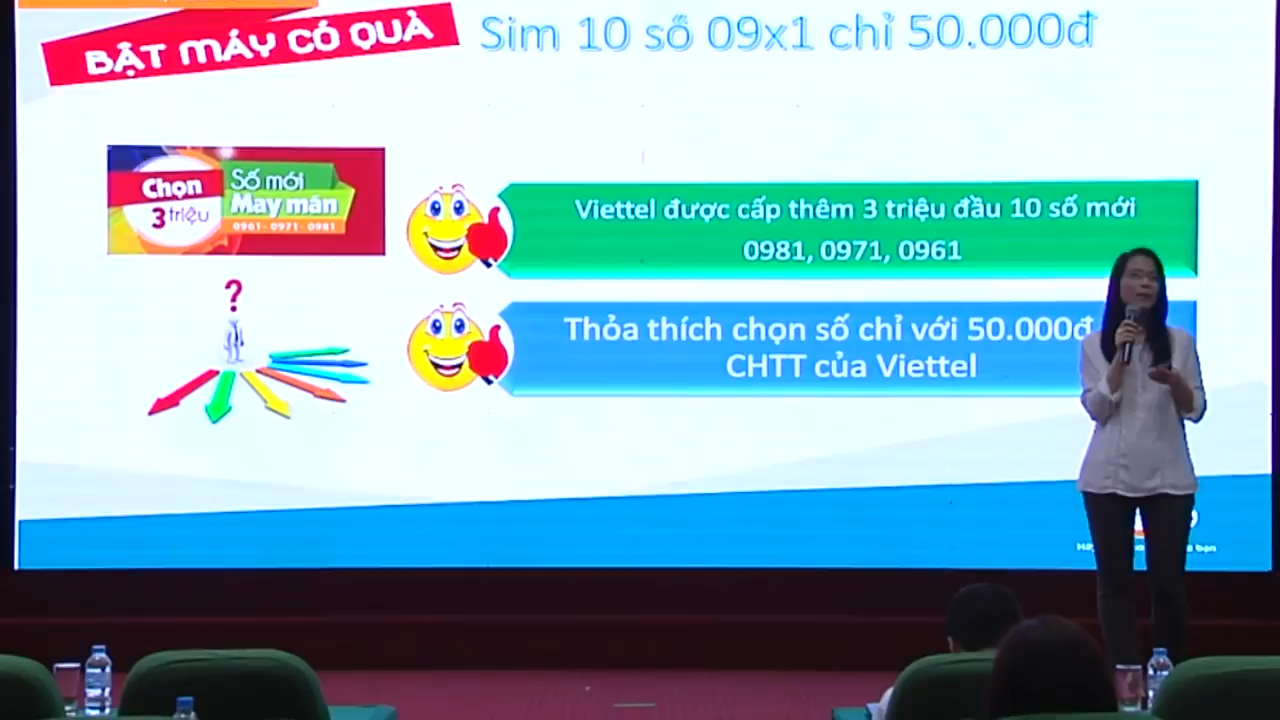 BẬT MÁY CÓ QUÀ
Sim 10 số 09x1 chỉ 50.000đ
Chọn
3 triệu
Số mới
May mắn
0961 - 0971 - 0981
Viettel được cấp thêm 3 triệu đầu 10 số mới
0981, 0971, 0961
?
Thỏa thích chọn số chỉ với 50.000đ
CHTT của Viettel
bạn